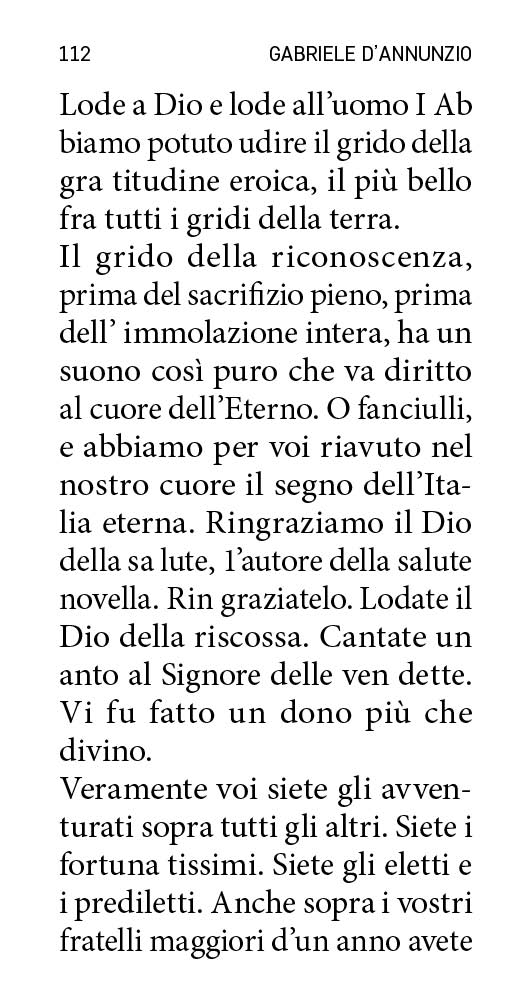 112 GABRIELE D’ANNUNZIO
Lode a Dio e lode all’uomo I Ab
biamo potuto udire il grido della
gra titudine eroica, il più bello
fra tutti i gridi della terra.
Il grido della riconoscenza,
prima del sacrifizio pieno, prima
dell’ immolazione intera, ha un
suono così puro che va diritto
al cuore dell’Eterno. O fanciulli,
e abbiamo per voi riavuto nel
nostro cuore il segno dell’Ita-
lia eterna. Ringraziamo il Dio
della sa lute, 1’autore della salute
novella. Rin graziatelo. Lodate il
Dio della riscossa. Cantate un
anto al Signore delle ven dette.
Vi fu fatto un dono più che
divino.
Veramente voi siete gli avven-
turati sopra tutti gli altri. Siete i
fortuna tissimi. Siete gli eletti e
i prediletti. Anche sopra i vostri
fratelli maggiori d’un anno avete